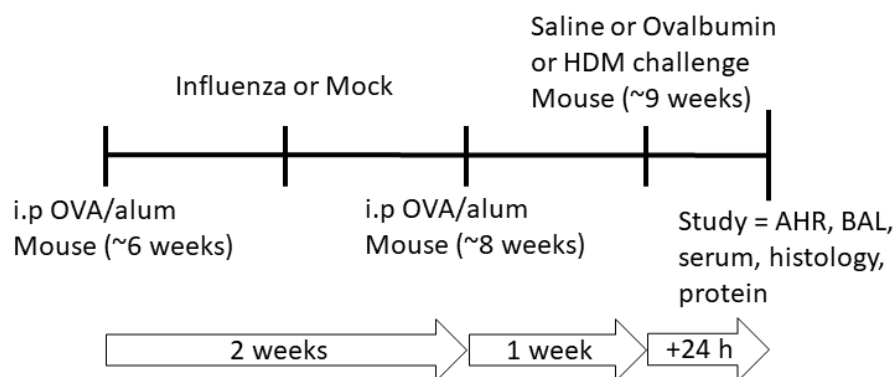 Saline or Ovalbumin
or HDM challenge
Mouse (~9 weeks)
Influenza or Mock
i.p OVA/alum
Mouse (~6 weeks)
i.p OVA/alum
Mouse (~8 weeks)
Study = AHR, BAL,
serum, histology,
protein
2 weeks
1 week
+24 h